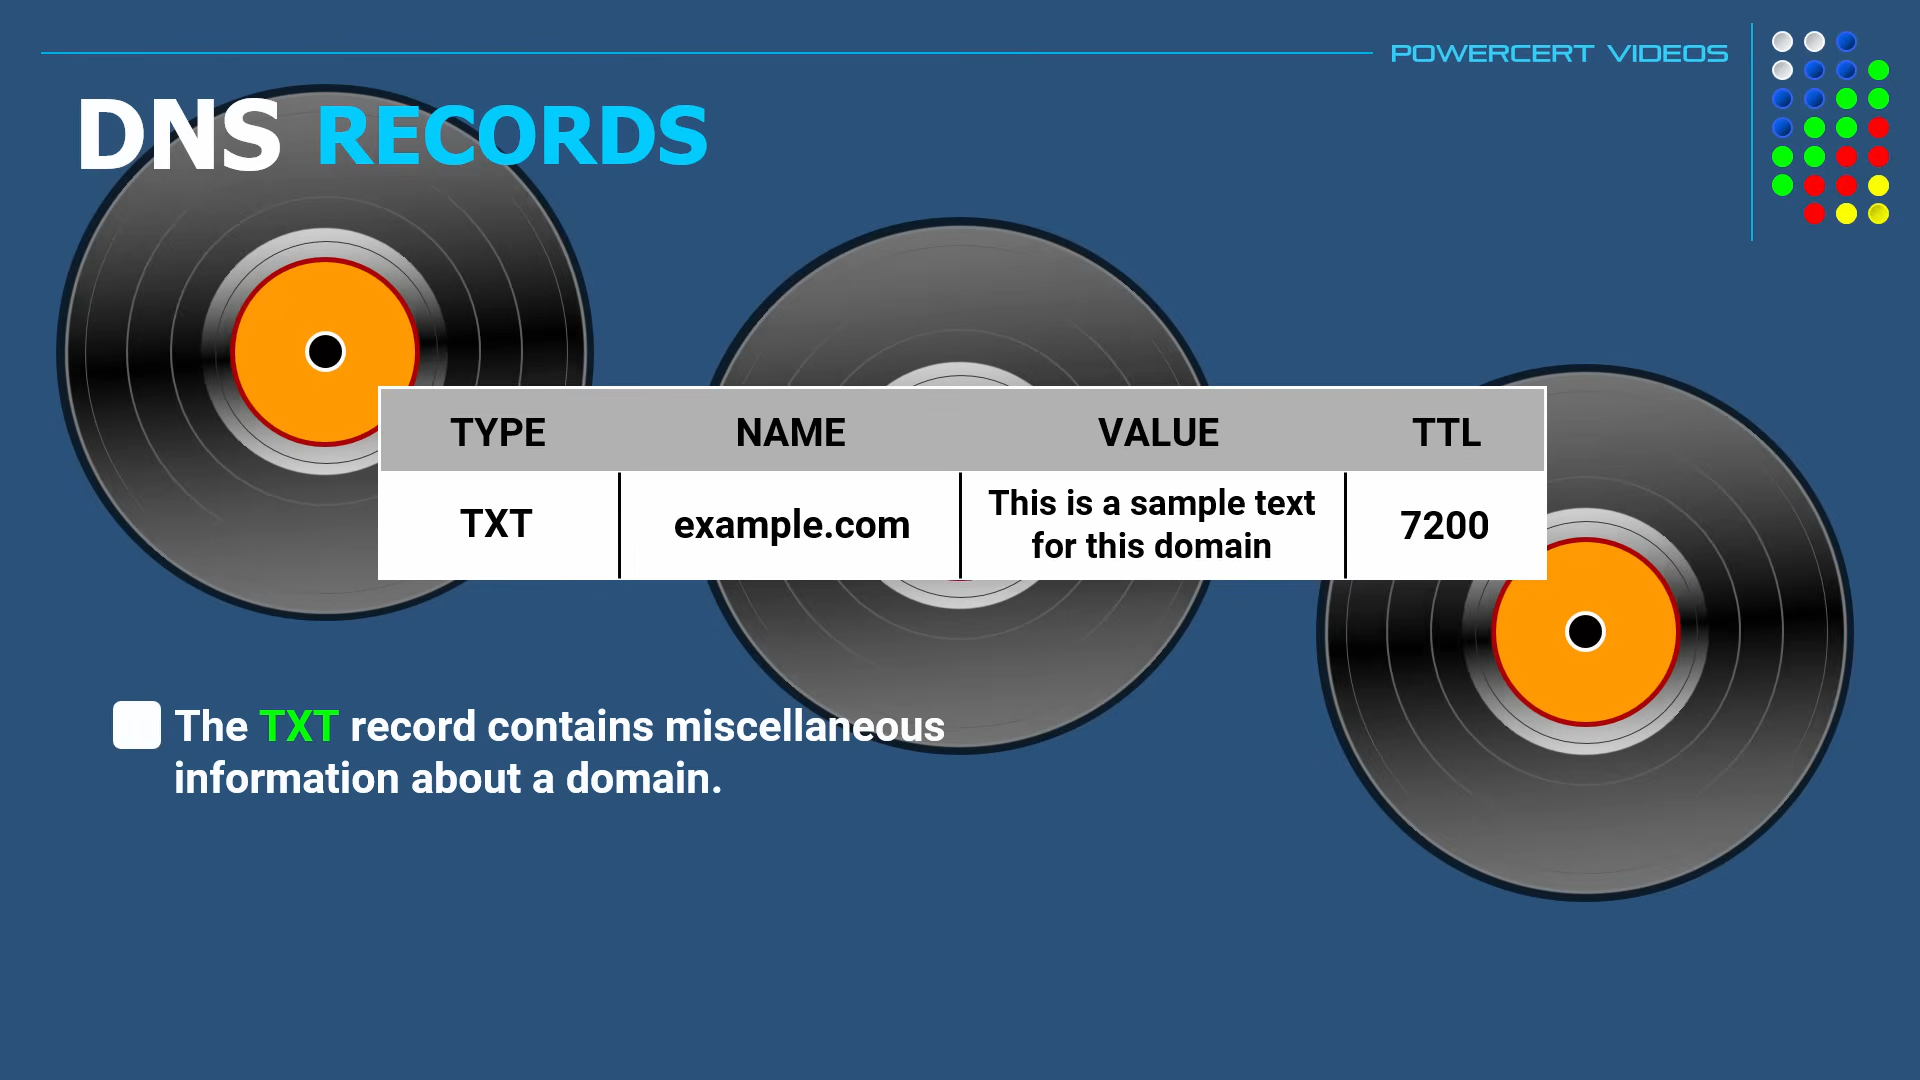 POWERCERT VIDEOS
DNS RECORDS
TYPE NAME VALUE TTL
TXT example.com This is a sample text for this domain 7200
The TXT record contains miscellaneous
information about a domain.